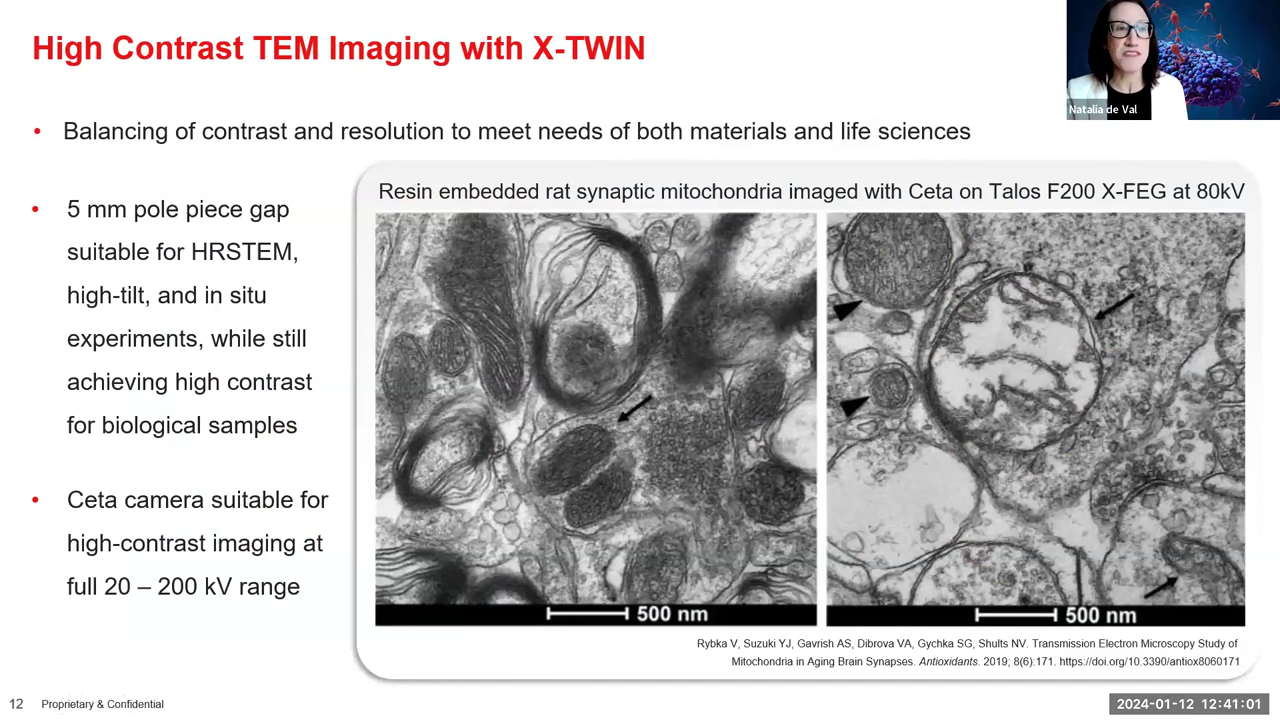 High Contrast TEM Imaging with X-TWIN
Natalia de Val
• Balancing of contrast and resolution to meet needs of both materials and life sciences
• 5 mm pole piece gap
suitable for HRSTEM,
high-tilt, and in situ
experiments, while still
achieving high contrast
for biological samples
• Ceta camera suitable for
high-contrast imaging at
full 20 – 200 kV range
Resin embedded rat synaptic mitochondria imaged with Ceta on Talos F200 X-FEG at 80kV
500 nm
500 nm
Rybka V, Suzuki YJ, Gavrish AS, Dibrova VA, Gychka SG, Shults NV. Transmission Electron Microscopy Study of
Mitochondria in Aging Brain Synapses. Antioxidants. 2019; 8(6):171. https://doi.org/10.3390/antiox8060171
12 Proprietary & Confidential
2024-01-12 12:41:01